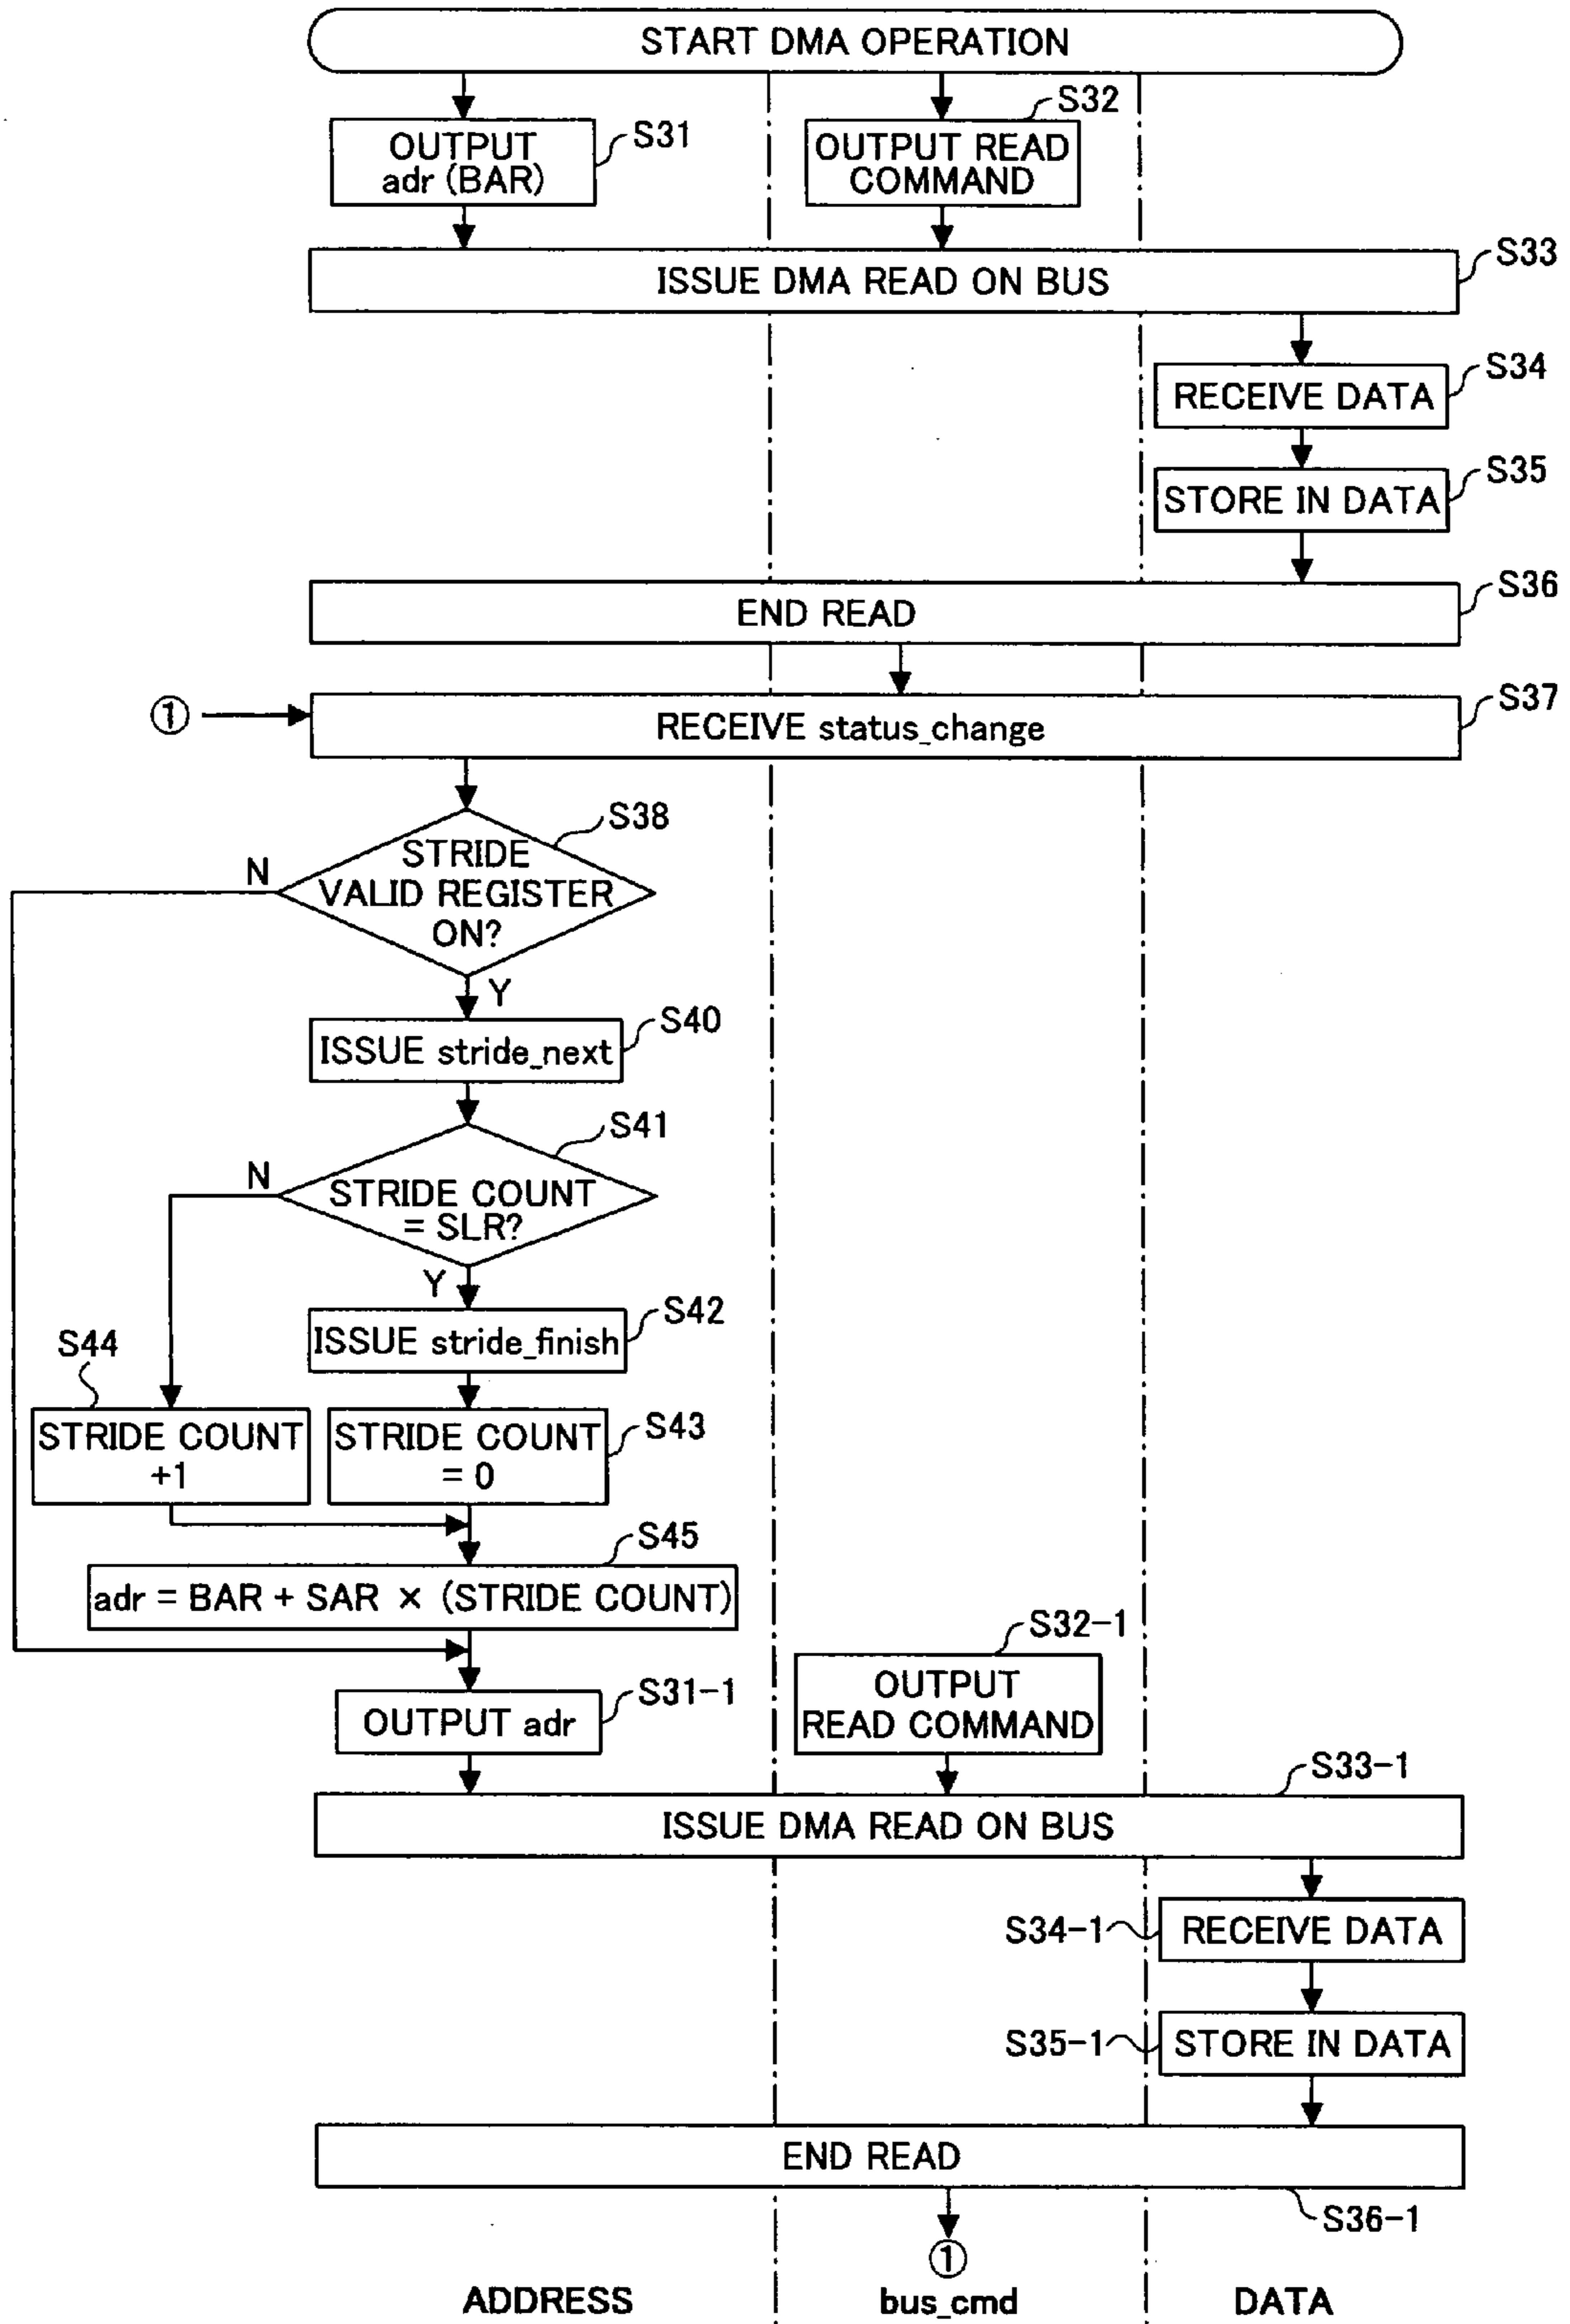 START DMA OPERATION
S31
S32
OUTPUT
adr (BAR)
OUTPUT READ
COMMAND
S33
ISSUE DMA READ ON BUS
S34
RECEIVE DATA
S35
STORE IN DATA
S36
END READ
S37
①
RECEIVE status_change
S38
N
STRIDE
VALID REGISTER
ON?
Y
S40
ISSUE stride_next
S41
N
STRIDE COUNT
= SLR?
Y
S42
ISSUE stride_finish
S44
S43
STRIDE COUNT
+1
STRIDE COUNT
= 0
S45
adr = BAR + SAR × (STRIDE COUNT)
S32-1
OUTPUT
READ COMMAND
S31-1
OUTPUT adr
S33-1
ISSUE DMA READ ON BUS
S34-1
RECEIVE DATA
S35-1
STORE IN DATA
END READ
S36-1
①
ADDRESS
bus_cmd
DATA